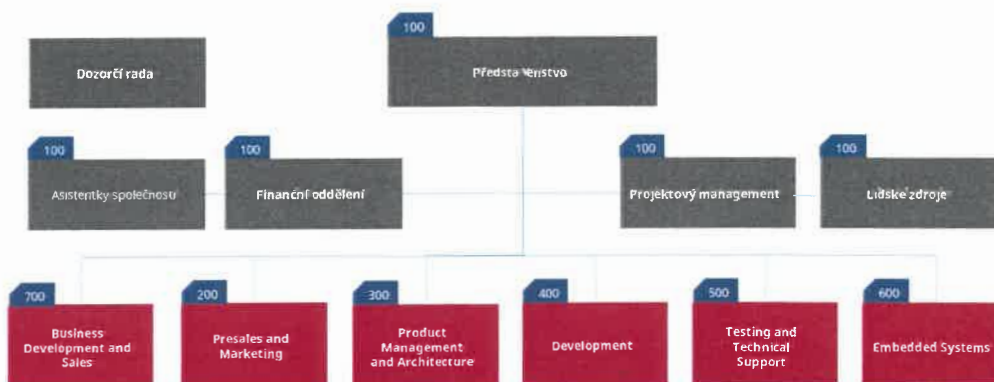 100
Dozorčí rada
Představenstvo
100
100
100
100
Asistentky společnosti
Finanční oddělení
Projektový management
Lidské zdroje
700
200
300
400
500
600
Business
Development and
Sales
Presales and
Marketing
Product
Management
and Architecture
Development
Testing and
Technical
Support
Embedded Systems